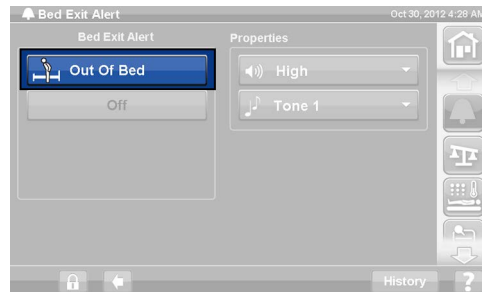 Bed Exit Alert Oct 30, 2012 4:28 AM
Bed Exit Alert
Out Of Bed
Off
Properties
High
Tone 1
History
?